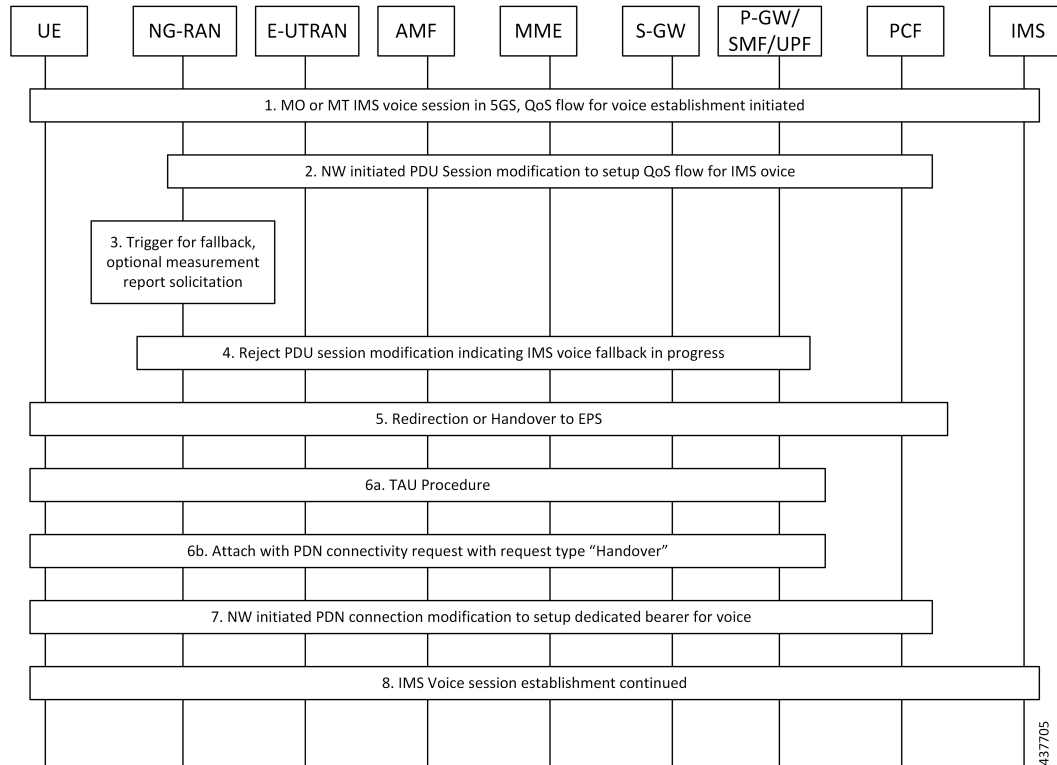 UE
NG-RAN
E-UTRAN
AMF
MME
S-GW
P-GW/
SMF/UPF
PCF
IMS
1. MO or MT IMS voice session in 5GS, QoS flow for voice establishment initiated
2. NW initiated PDU Session modification to setup QoS flow for IMS ovice
3. Trigger for fallback,
optional measurement
report solicitation
4. Reject PDU session modification indicating IMS voice fallback in progress
5. Redirection or Handover to EPS
6a. TAU Procedure
6b. Attach with PDN connectivity request with request type “Handover”
7. NW initiated PDN connection modification to setup dedicated bearer for voice
8. IMS Voice session establishment continued
437705